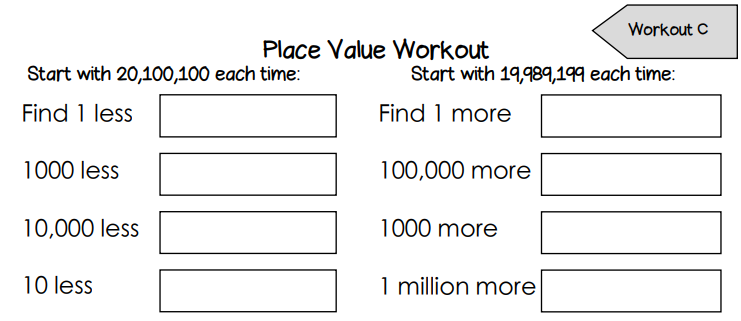 Workout C
Place Value Workout
Start with 20,100,100 each time:
Find 1 less
1000 less
10,000 less
10 less
Start with 19,989,199 each time:
Find 1 more
100,000 more
1000 more
1 million more